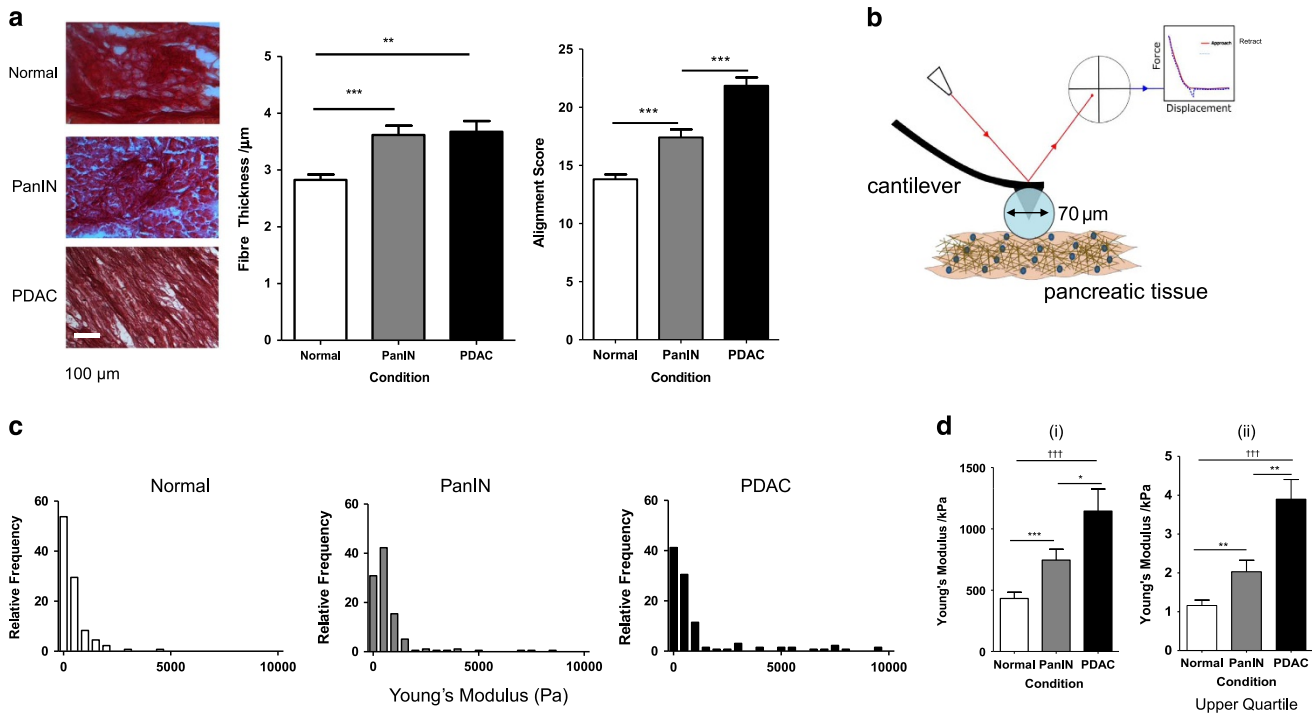 a
Normal
PanIN
PDAC
100 µm
Fibre Thickness /µm
5
4
3
2
1
0
**
***
Normal
PanIN
PDAC
Condition
Alignment Score
25
20
15
10
5
0
***
***
Normal
PanIN
PDAC
Condition
b
cantilever
70 µm
pancreatic tissue
Force
Approach
Retract
Displacement
c
Normal
Relative Frequency
60
40
20
0
0
5000
10000
PanIN
Relative Frequency
60
40
20
0
0
5000
10000
Young's Modulus (Pa)
PDAC
Relative Frequency
60
40
20
0
0
5000
10000
d
(i)
Young's Modulus /kPa
1500
1000
500
0
†††
*
***
Normal
PanIN
PDAC
Condition
(ii)
Young's Modulus /kPa
5
4
3
2
1
0
†††
**
**
Normal
PanIN
PDAC
Condition
Upper Quartile